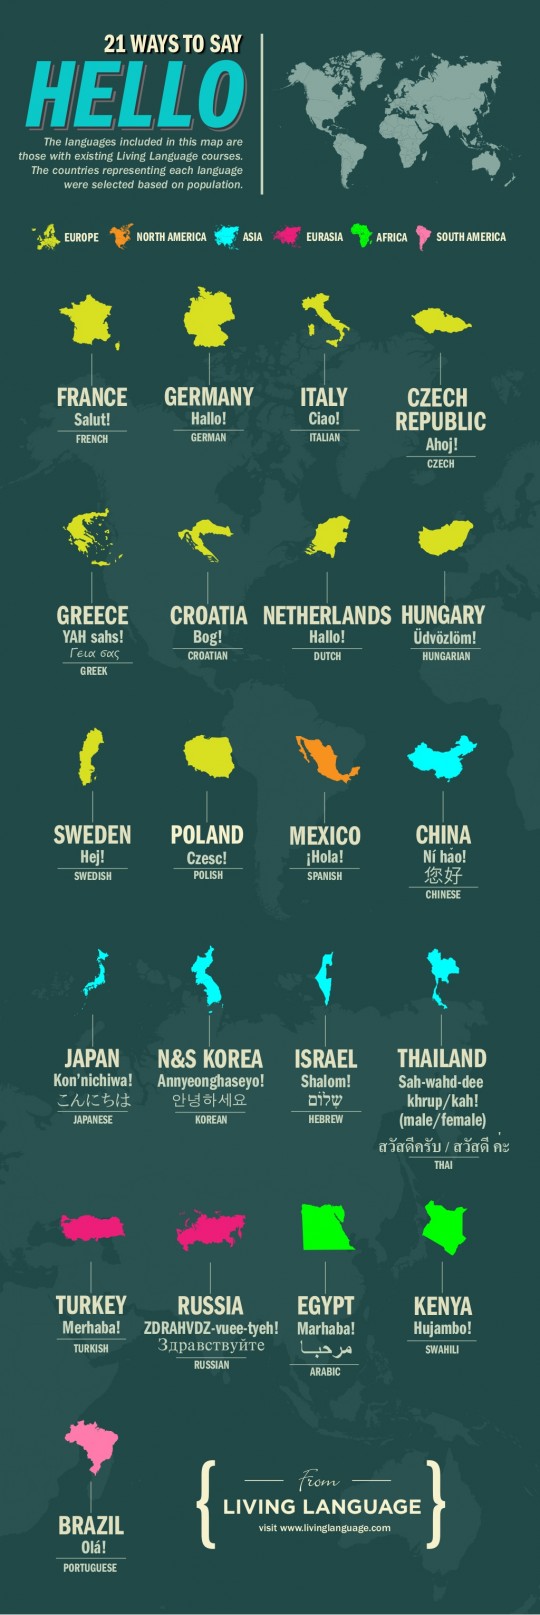 21 WAYS TO SAY
HELLO
The languages included in this map are
those with existing Living Language courses.
The countries representing each language
were selected based on population.
EUROPE NORTH AMERICA ASIA EURASIA AFRICA SOUTH AMERICA
FRANCE
Salut!
FRENCH
GERMANY
Hallo!
GERMAN
ITALY
Ciao!
ITALIAN
CZECH
REPUBLIC
Ahoj!
CZECH
GREECE
YAH sahs!
Γεια σας
GREEK
CROATIA
Bog!
CROATIAN
NETHERLANDS
Hallo!
DUTCH
HUNGARY
Üdvözlöm!
HUNGARIAN
SWEDEN
Hej!
SWEDISH
POLAND
Czesc!
POLISH
MEXICO
¡Hola!
SPANISH
CHINA
Ní hǎo!
您好
CHINESE
JAPAN
Kon'nichiwa!
こんにちは
JAPANESE
N&S KOREA
Annyeonghaseyo!
안녕하세요
KOREAN
ISRAEL
Shalom!
שָׁלוֹם
HEBREW
THAILAND
Sah-wahd-dee
khrup/kah!
(male/female)
สวัสดีครับ / สวัสดี ค่ะ
THAI
TURKEY
Merhaba!
TURKISH
RUSSIA
ZDRAHVDZ-vuee-tyeh!
Здравствуйте
RUSSIAN
EGYPT
Marhaba!
مرحبــا
ARABIC
KENYA
Hujambo!
SWAHILI
BRAZIL
Olá!
PORTUGUESE
From
LIVING LANGUAGE
visit www.livinglanguage.com